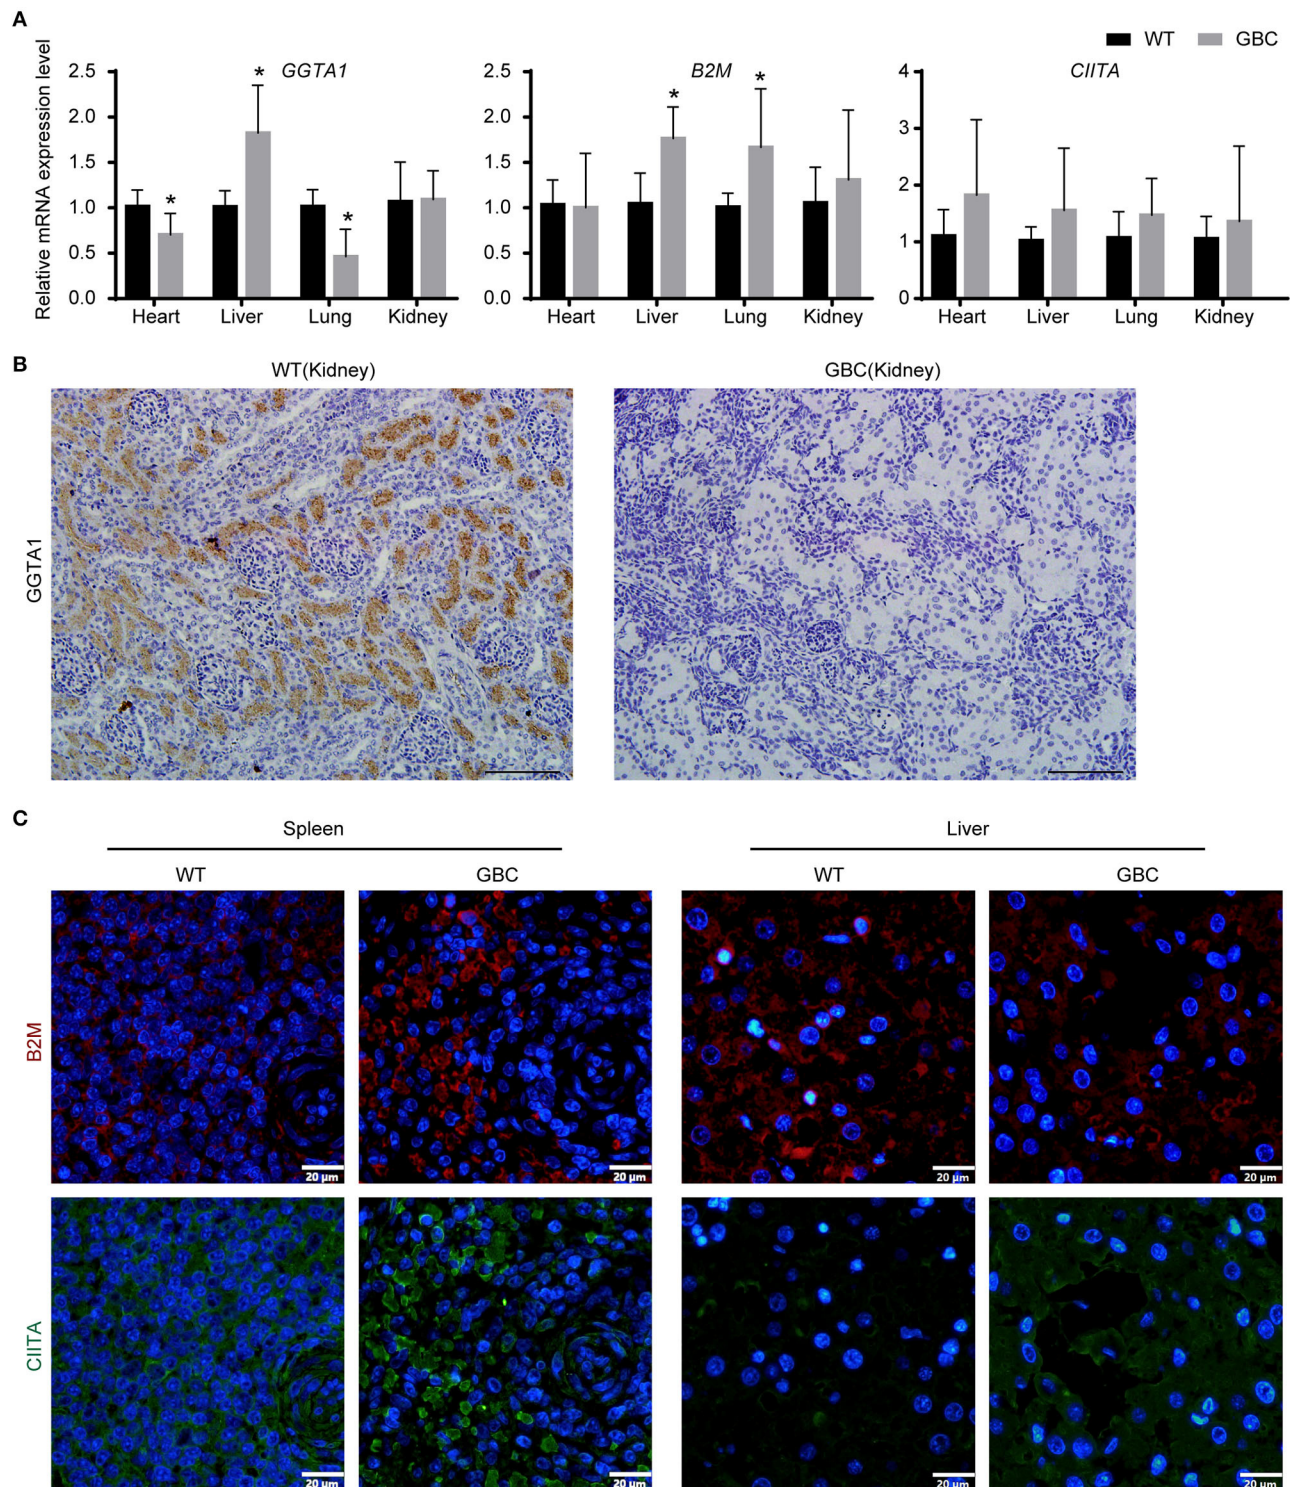 A
WT GBC
Relative mRNA expression level
GGTA1
2.5
2.0
1.5
1.0
0.5
0.0
* * *
Heart Liver Lung Kidney
B2M
2.5
2.0
1.5
1.0
0.5
0.0
* *
Heart Liver Lung Kidney
CIITA
4
3
2
1
0
Heart Liver Lung Kidney
B
WT(Kidney) GBC(Kidney)
GGTA1
C
Spleen Liver
WT GBC WT GBC
B2M
20 µm 20 µm 20 µm 20 µm
CIITA
20 µm 20 µm 20 µm 20 µm